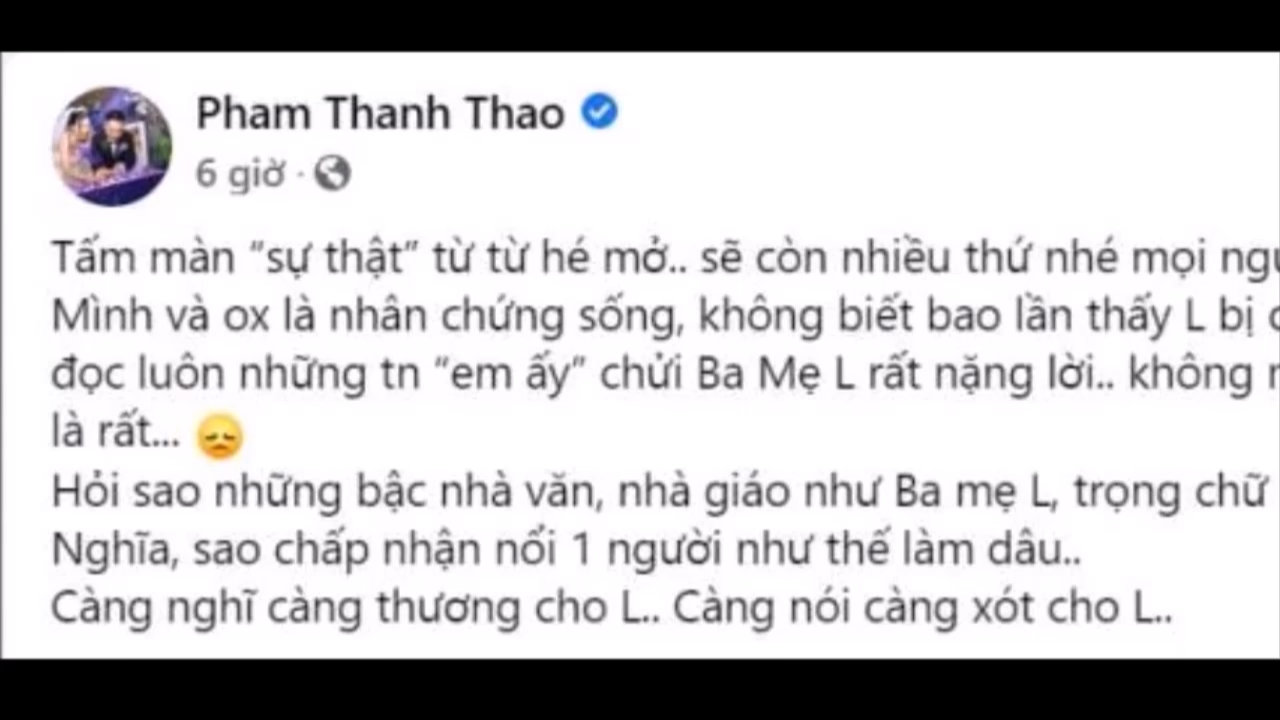 Pham Thanh Thao
6 giờ
Tấm màn “sự thật” từ từ hé mở.. sẽ còn nhiều thứ nhé mọi
Mình và ox là nhân chứng sống, không biết bao lần thấy L bị
đọc luôn những tn “em ấy” chửi Ba Mẹ L rất nặng lời.. không
là rất...
Hỏi sao những bậc nhà văn, nhà giáo như Ba mẹ L, trọng chữ
Nghĩa, sao chấp nhận nổi 1 người như thế làm dâu..
Càng nghĩ càng thương cho L.. Càng nói càng xót cho L..